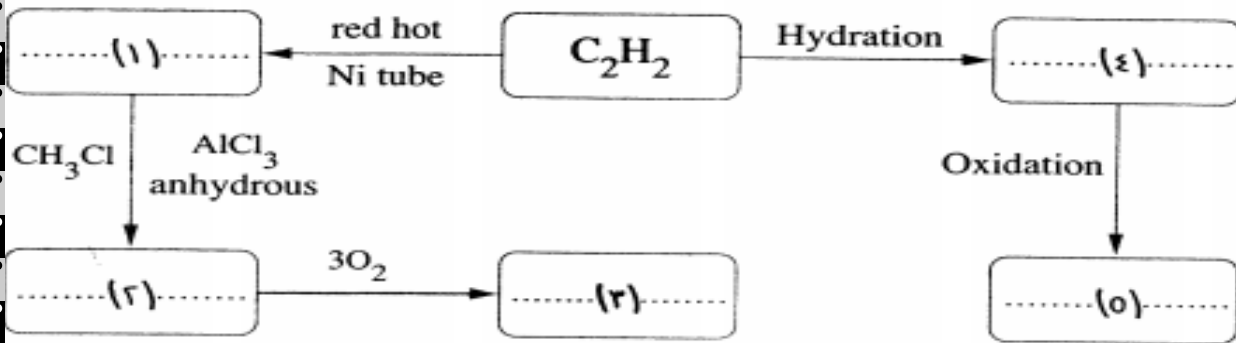 ........(١)........
red hot
Ni tube
C₂H₂
Hydration
........(٤)........
CH₃Cl
AlCl₃
anhydrous
Oxidation
........(٢)........
3O₂
........(٣)........
........(٥)........